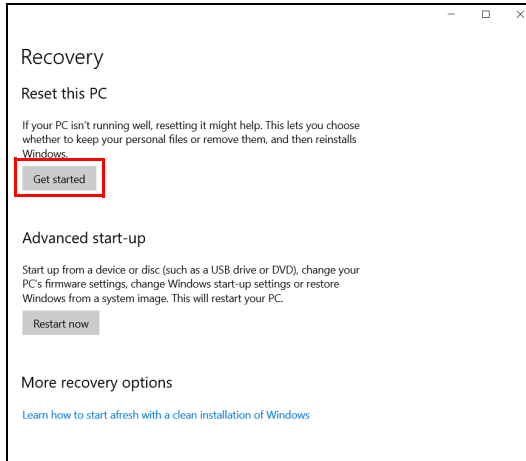 Recovery
Reset this PC
If your PC isn't running well, resetting it might help. This lets you choose
whether to keep your personal files or remove them, and then reinstalls
Windows.
Get started
Advanced start-up
Start up from a device or disc (such as a USB drive or DVD), change your
PC's firmware settings, change Windows start-up settings or restore
Windows from a system image. This will restart your PC.
Restart now
More recovery options
Learn how to start afresh with a clean installation of Windows